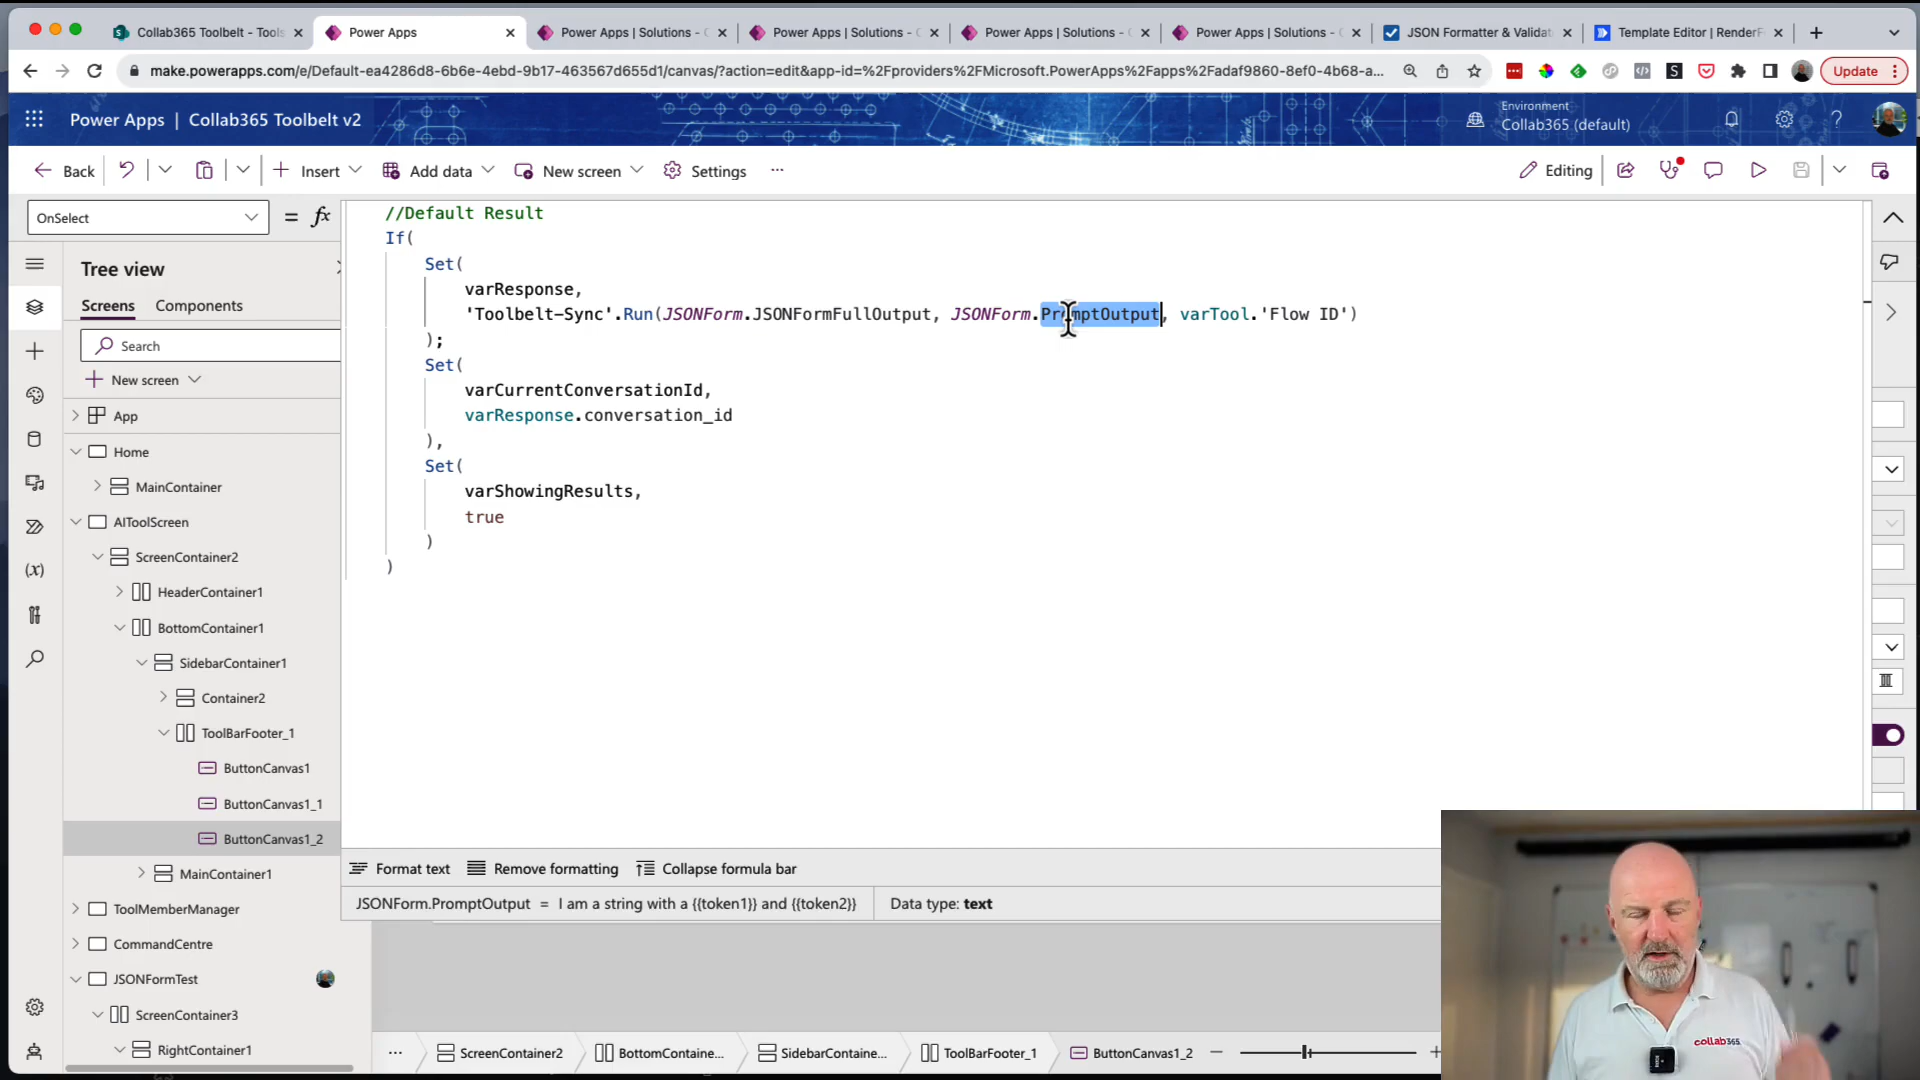 Collab365 Toolbelt - Tools
Power Apps
Power Apps | Solutions -
Power Apps | Solutions -
Power Apps | Solutions -
Power Apps | Solutions -
JSON Formatter & Validat
Template Editor | RenderF
make.powerapps.com/e/Default-ea4286d8-6b6e-4ebd-9b17-463567d655d1/canvas/?action=edit&app-id=%2Fproviders%2FMicrosoft.PowerApps%2Fapps%2Fadaf9860-8ef0-4b68-a...
Update
Power Apps | Collab365 Toolbelt v2
Environment
Collab365 (default)
Back
Insert
Add data
New screen
Settings
Editing
OnSelect
= fx
//Default Result
If(
Set(
varResponse,
'Toolbelt-Sync'.Run(JSONForm.JSONFormFullOutput, JSONForm.PromptOutput, varTool.'Flow ID')
);
Set(
varCurrentConversationId,
varResponse.conversation_id
),
Set(
varShowingResults,
true
)
)
Tree view
Screens
Components
Search
New screen
App
Home
MainContainer
AIToolScreen
ScreenContainer2
HeaderContainer1
BottomContainer1
SidebarContainer1
Container2
ToolBarFooter_1
ButtonCanvas1
ButtonCanvas1_1
ButtonCanvas1_2
MainContainer1
ToolMemberManager
CommandCentre
JSONFormTest
ScreenContainer3
RightContainer1
Format text
Remove formatting
Collapse formula bar
JSONForm.PromptOutput = I am a string with a {{token1}} and {{token2}}
Data type: text
ScreenContainer2
BottomContaine...
SidebarContaine...
ToolBarFooter_1
ButtonCanvas1_2
collab365